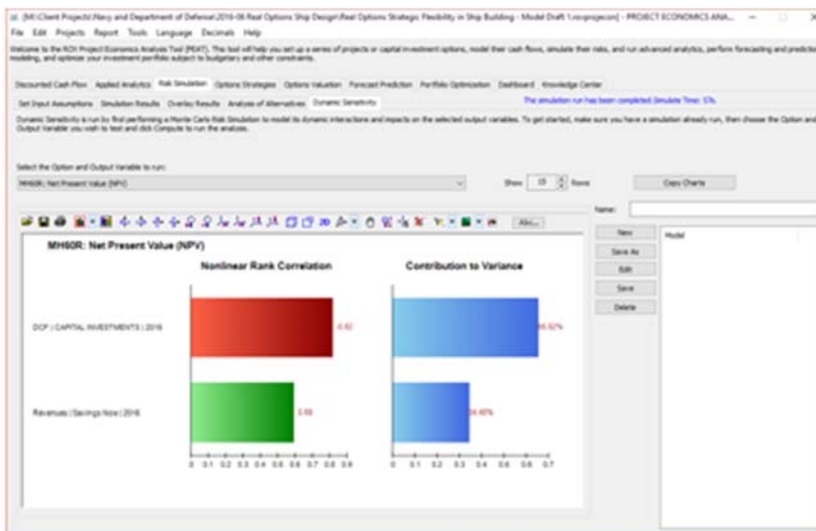 [M:\Client Projects\Navy and Department of Defense\2016-08 Real Options Ship Design\Real Options Strategic Flexibility in Ship Building - Model Draft 1.rovprojecon] - PROJECT ECONOMICS ANA...
File Edit Projects Report Tools Language Decimals Help
Welcome to the ROV Project Economics Analysis Tool (PEAT). This tool will help you set up a series of projects or capital investment options, model their cash flows, simulate their risks, and run advanced analytics, perform forecasting and prediction
modeling, and optimize your investment portfolio subject to budgetary and other constraints.
Discounted Cash Flow Applied Analytics Risk Simulation Options Strategies Options Valuation Forecast Prediction Portfolio Optimization Dashboard Knowledge Center
Set Input Assumptions Simulation Results Overlay Results Analysis of Alternatives Dynamic Sensitivity
The simulation run has been completed. Simulate Time:
Dynamic Sensitivity is run by first performing a Monte Carlo Risk Simulation to model its dynamic interactions and impacts on the selected output variables. To get started, make sure you have a simulation already run, then choose the Option and
Output Variable you wish to test and click Compute to run the analysis.
Select the Option and Output Variable to run:
MH60R: Net Present Value (NPV)
Show 15 Rows
Copy Charts
Name:
New
Save As
Edit
Save
Delete
Model
MH60R: Net Present Value (NPV)
Nonlinear Rank Correlation
Contribution to Variance
DCF | CAPITAL INVESTMENTS | 2016
Revenues | Savings Now | 2016
0 0.1 0.2 0.3 0.4 0.5 0.6 0.7 0.8 0.9
0 0.1 0.2 0.3 0.4 0.5 0.6 0.7